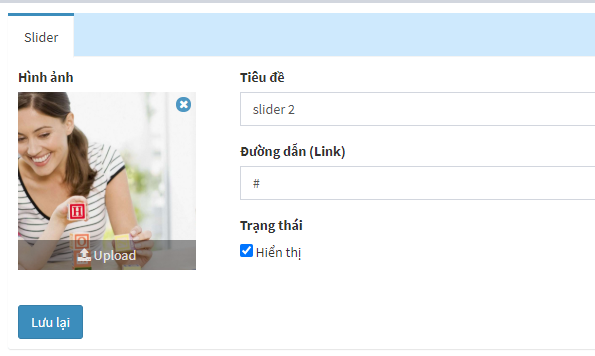 Slider
Hình ảnh
Tiêu đề
slider 2
Đường dẫn (Link)
#
Trạng thái
Hiển thị
H
O
Upload
Lưu lại